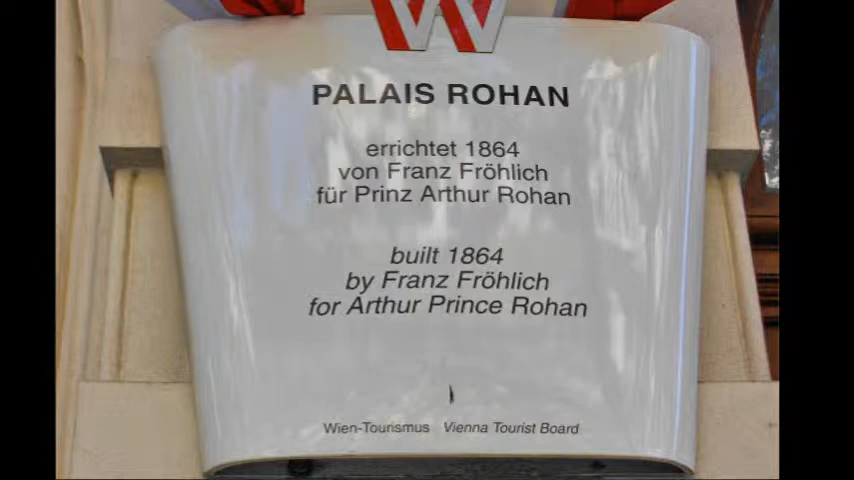 W
PALAIS ROHAN
errichtet 1864
von Franz Fröhlich
für Prinz Arthur Rohan
built 1864
by Franz Fröhlich
for Arthur Prince Rohan
Wien-Tourismus Vienna Tourist Board